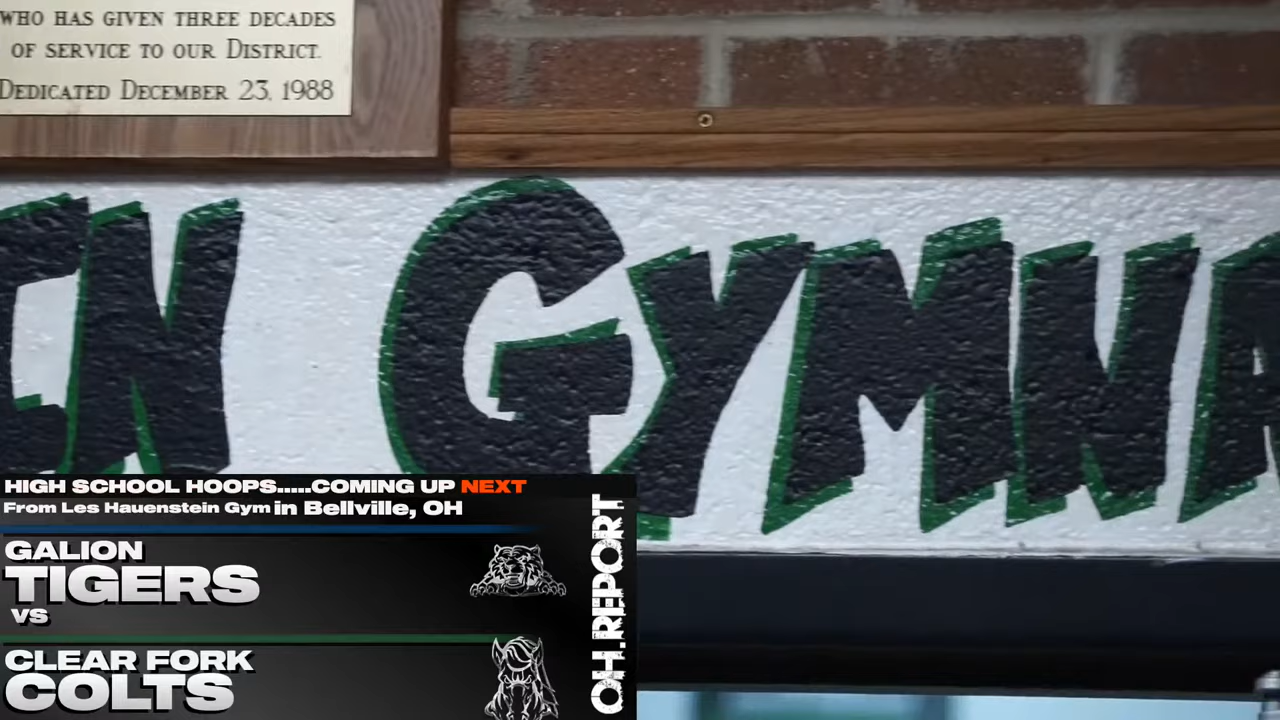 WHO HAS GIVEN THREE DECADES
OF SERVICE TO OUR DISTRICT.
DEDICATED DECEMBER 23, 1988
IN GYMNA
HIGH SCHOOL HOOPS.....COMING UP NEXT
From Les Hauenstein Gym in Bellville, OH
GALION
TIGERS
VS
CLEAR FORK
COLTS
OH.REPORT